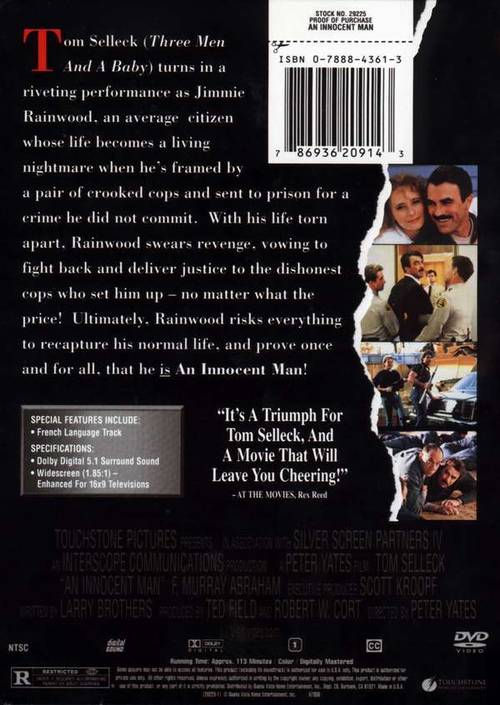 STOCK NO. 29225
PROOF OF PURCHASE
AN INNOCENT MAN
ISBN 0-7888-4361-3
7 86936 20914 3
Tom Selleck (Three Men
And A Baby) turns in a
riveting performance as Jimmie
Rainwood, an average citizen
whose life becomes a living
nightmare when he's framed by
a pair of crooked cops and sent to prison for a
crime he did not commit. With his life torn
apart, Rainwood swears revenge, vowing to
fight back and deliver justice to the dishonest
cops who set him up – no matter what the
price! Ultimately, Rainwood risks everything
to recapture his normal life, and prove once
and for all, that he is An Innocent Man!
SPECIAL FEATURES INCLUDE:
• French Language Track
SPECIFICATIONS:
• Dolby Digital 5.1 Surround Sound
• Widescreen (1.85:1) –
Enhanced For 16x9 Televisions
"It's A Triumph For
Tom Selleck, And
A Movie That Will
Leave You Cheering!"
– AT THE MOVIES, Rex Reed
TOUCHSTONE PICTURES PRESENTS IN ASSOCIATION WITH SILVER SCREEN PARTNERS IV
AN INTERSCOPE COMMUNICATIONS PRODUCTION A PETER YATES FILM TOM SELLECK
"AN INNOCENT MAN" F. MURRAY ABRAHAM EXECUTIVE PRODUCER SCOTT KROOPF
WRITTEN BY LARRY BROTHERS PRODUCED BY TED FIELD AND ROBERT W. CORT DIRECTED BY PETER YATES
NTSC
digital
SOUND
DOLBY
DIGITAL
1
CC
DVD
VIDEO
Running Time: Approx. 113 Minutes / Color / Digitally Mastered
R
RESTRICTED
TOUCHSTONE